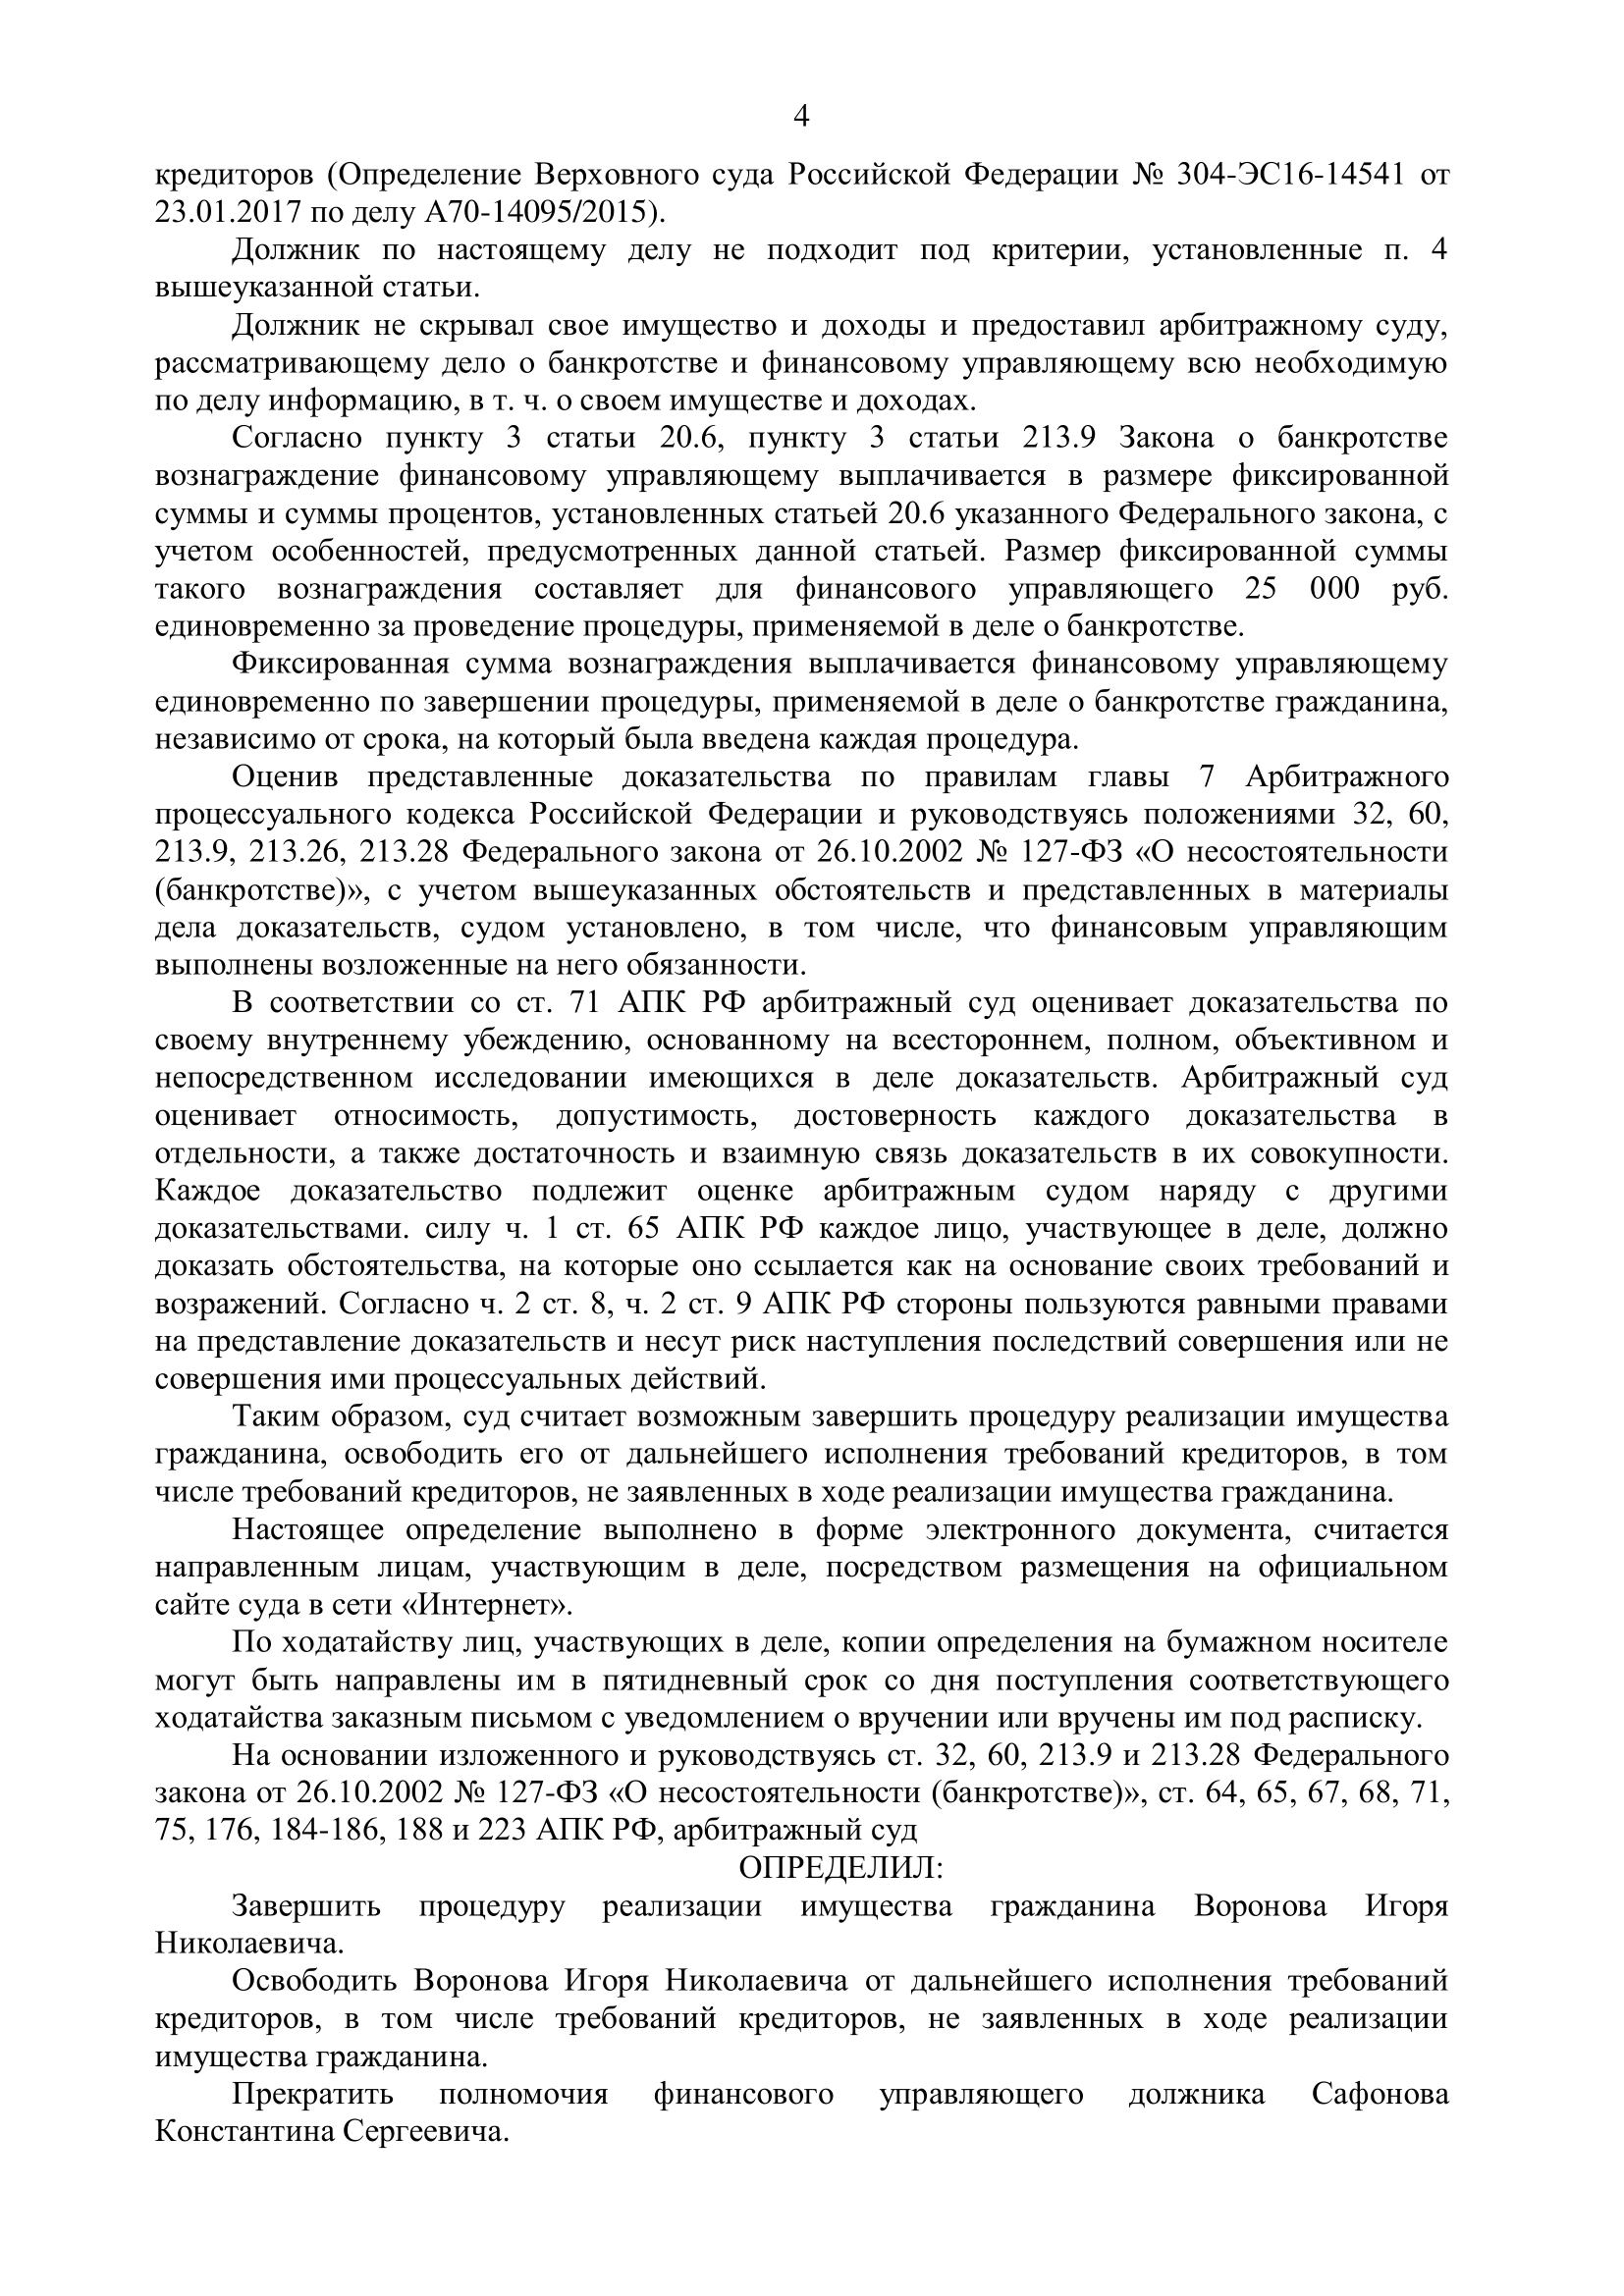 4
кредиторов (Определение Верховного суда Российской Федерации № 304-ЭС16-14541 от
23.01.2017 по делу А70-14095/2015).
Должник по настоящему делу не подходит под критерии, установленные п. 4
вышеуказанной статьи.
Должник не скрывал свое имущество и доходы и предоставил арбитражному суду,
рассматривающему дело о банкротстве и финансовому управляющему всю необходимую
по делу информацию, в т. ч. о своем имуществе и доходах.
Согласно пункту 3 статьи 20.6, пункту 3 статьи 213.9 Закона о банкротстве
вознаграждение финансовому управляющему выплачивается в размере фиксированной
суммы и суммы процентов, установленных статьей 20.6 указанного Федерального закона, с
учетом особенностей, предусмотренных данной статьей. Размер фиксированной суммы
такого вознаграждения составляет для финансового управляющего 25 000 руб.
единовременно за проведение процедуры, применяемой в деле о банкротстве.
Фиксированная сумма вознаграждения выплачивается финансовому управляющему
единовременно по завершении процедуры, применяемой в деле о банкротстве гражданина,
независимо от срока, на который была введена каждая процедура.
Оценив представленные доказательства по правилам главы 7 Арбитражного
процессуального кодекса Российской Федерации и руководствуясь положениями 32, 60,
213.9, 213.26, 213.28 Федерального закона от 26.10.2002 № 127-ФЗ «О несостоятельности
(банкротстве)», с учетом вышеуказанных обстоятельств и представленных в материалы
дела доказательств, судом установлено, в том числе, что финансовым управляющим
выполнены возложенные на него обязанности.
В соответствии со ст. 71 АПК РФ арбитражный суд оценивает доказательства по
своему внутреннему убеждению, основанному на всестороннем, полном, объективном и
непосредственном исследовании имеющихся в деле доказательств. Арбитражный суд
оценивает относимость, допустимость, достоверность каждого доказательства в
отдельности, а также достаточность и взаимную связь доказательств в их совокупности.
Каждое доказательство подлежит оценке арбитражным судом наряду с другими
доказательствами. силу ч. 1 ст. 65 АПК РФ каждое лицо, участвующее в деле, должно
доказать обстоятельства, на которые оно ссылается как на основание своих требований и
возражений. Согласно ч. 2 ст. 8, ч. 2 ст. 9 АПК РФ стороны пользуются равными правами
на представление доказательств и несут риск наступления последствий совершения или не
совершения ими процессуальных действий.
Таким образом, суд считает возможным завершить процедуру реализации имущества
гражданина, освободить его от дальнейшего исполнения требований кредиторов, в том
числе требований кредиторов, не заявленных в ходе реализации имущества гражданина.
Настоящее определение выполнено в форме электронного документа, считается
направленным лицам, участвующим в деле, посредством размещения на официальном
сайте суда в сети «Интернет».
По ходатайству лиц, участвующих в деле, копии определения на бумажном носителе
могут быть направлены им в пятидневный срок со дня поступления соответствующего
ходатайства заказным письмом с уведомлением о вручении или вручены им под расписку.
На основании изложенного и руководствуясь ст. 32, 60, 213.9 и 213.28 Федерального
закона от 26.10.2002 № 127-ФЗ «О несостоятельности (банкротстве)», ст. 64, 65, 67, 68, 71,
75, 176, 184-186, 188 и 223 АПК РФ, арбитражный суд
ОПРЕДЕЛИЛ:
Завершить процедуру реализации имущества гражданина Воронова Игоря
Николаевича.
Освободить Воронова Игоря Николаевича от дальнейшего исполнения требований
кредиторов, в том числе требований кредиторов, не заявленных в ходе реализации
имущества гражданина.
Прекратить полномочия финансового управляющего должника Сафонова
Константина Сергеевича.